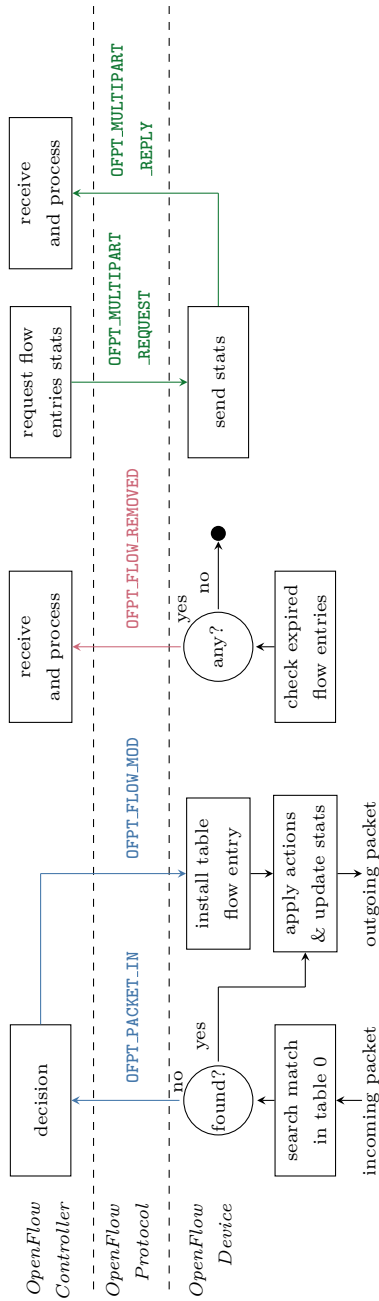 OpenFlow
Controller
decision
receive
and process
request flow
entries stats
receive
and process
OpenFlow
Protocol
OFPT_PACKET_IN
OFPT_FLOW_MOD
OFPT_FLOW_REMOVED
OFPT_MULTIPART
_REQUEST
OFPT_MULTIPART
_REPLY
OpenFlow
Device
no
found?
yes
install table
flow entry
yes
any?
no
send stats
search match
in table 0
apply actions
& update stats
check expired
flow entries
incoming packet
outgoing packet